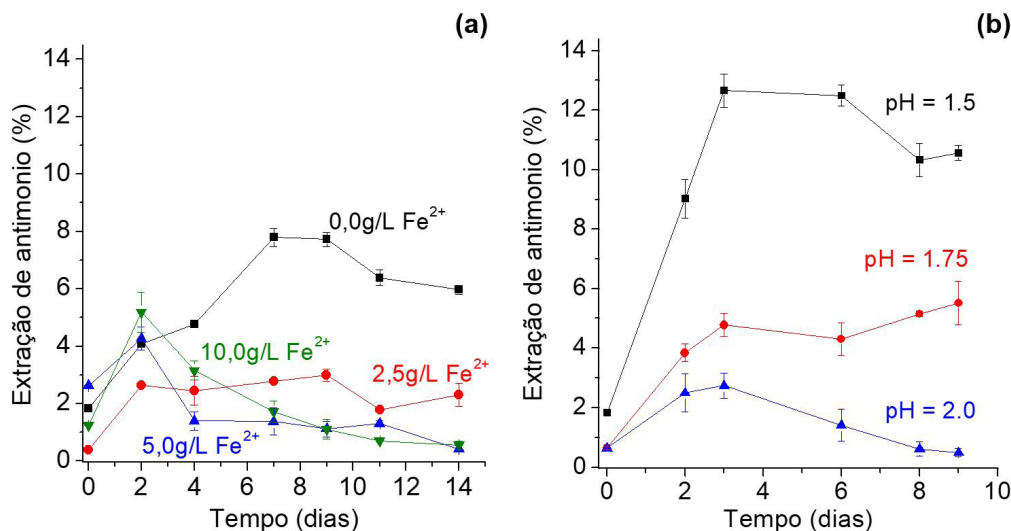 (a)
14
12
10
8
6
4
2
0
Extração de antimonio (%)
0,0g/L Fe²⁺
10,0g/L Fe²⁺
2,5g/L Fe²⁺
5,0g/L Fe²⁺
0 2 4 6 8 10 12 14
Tempo (dias)
(b)
14
12
10
8
6
4
2
0
Extração de antimonio (%)
pH = 1.5
pH = 1.75
pH = 2.0
0 2 4 6 8 10
Tempo (dias)